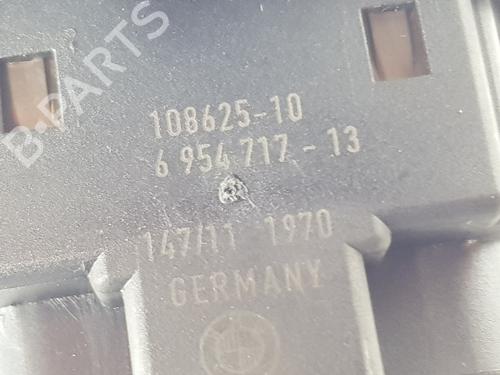 B-PARTS
108625-10
6 954 717 - 13
147/11 1970
GERMANY